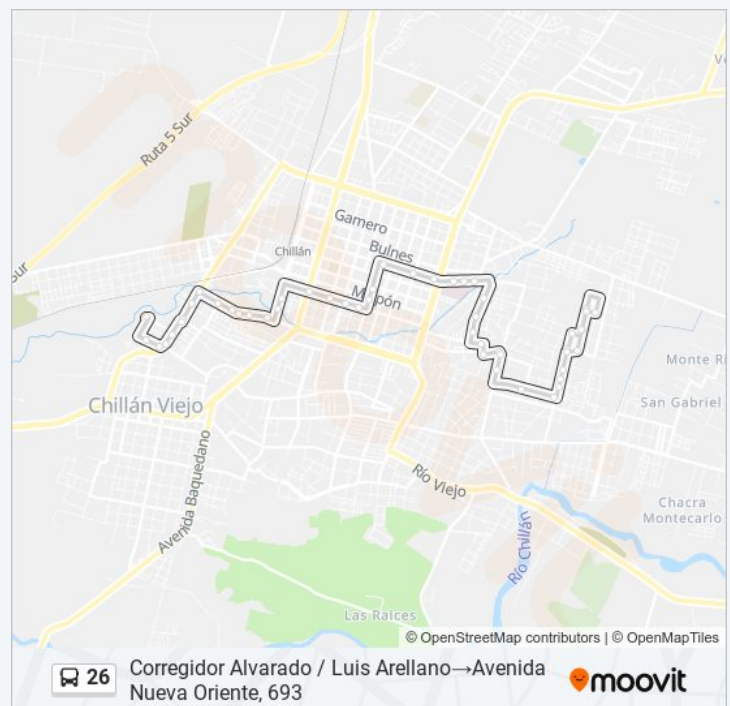 Ruta 5 Sur
Gamero
Bulnes
Chillán
Sur
Maipón
Monte Ri
San Gabriel
Chillán Viejo
Avenida Baquedano
Río Viejo
Chacra
Montecarlo
Río Chillán
Las Raíces
© OpenStreetMap contributors | © OpenMapTiles
26 Corregidor Alvarado / Luis Arellano→Avenida
Nueva Oriente, 693
moovit